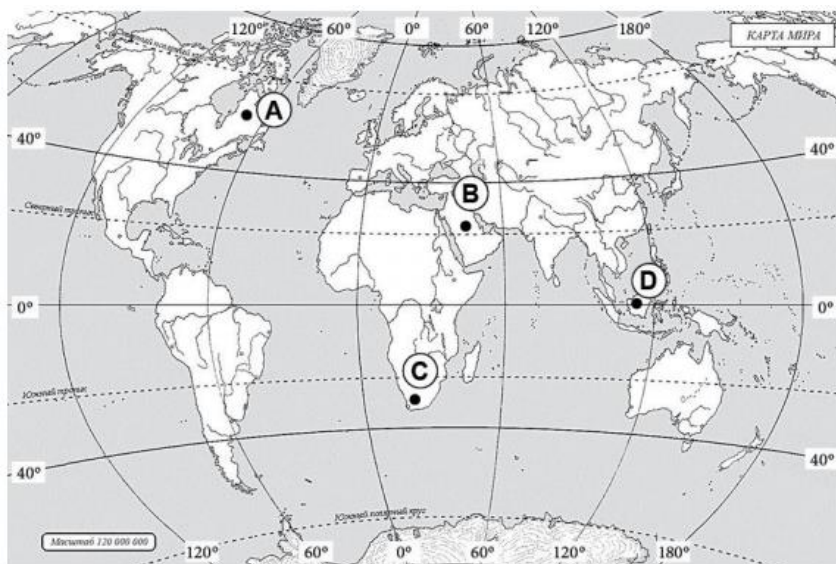 120° 60° 0° 60° 120° 180°
КАРТА МИРА
A
40° 40°
B
Северный тропик
D
0° 0°
C
Южный тропик
40° 40°
Южный полярный круг
Масштаб 120 000 000
120° 60° 0° 60° 120° 180°